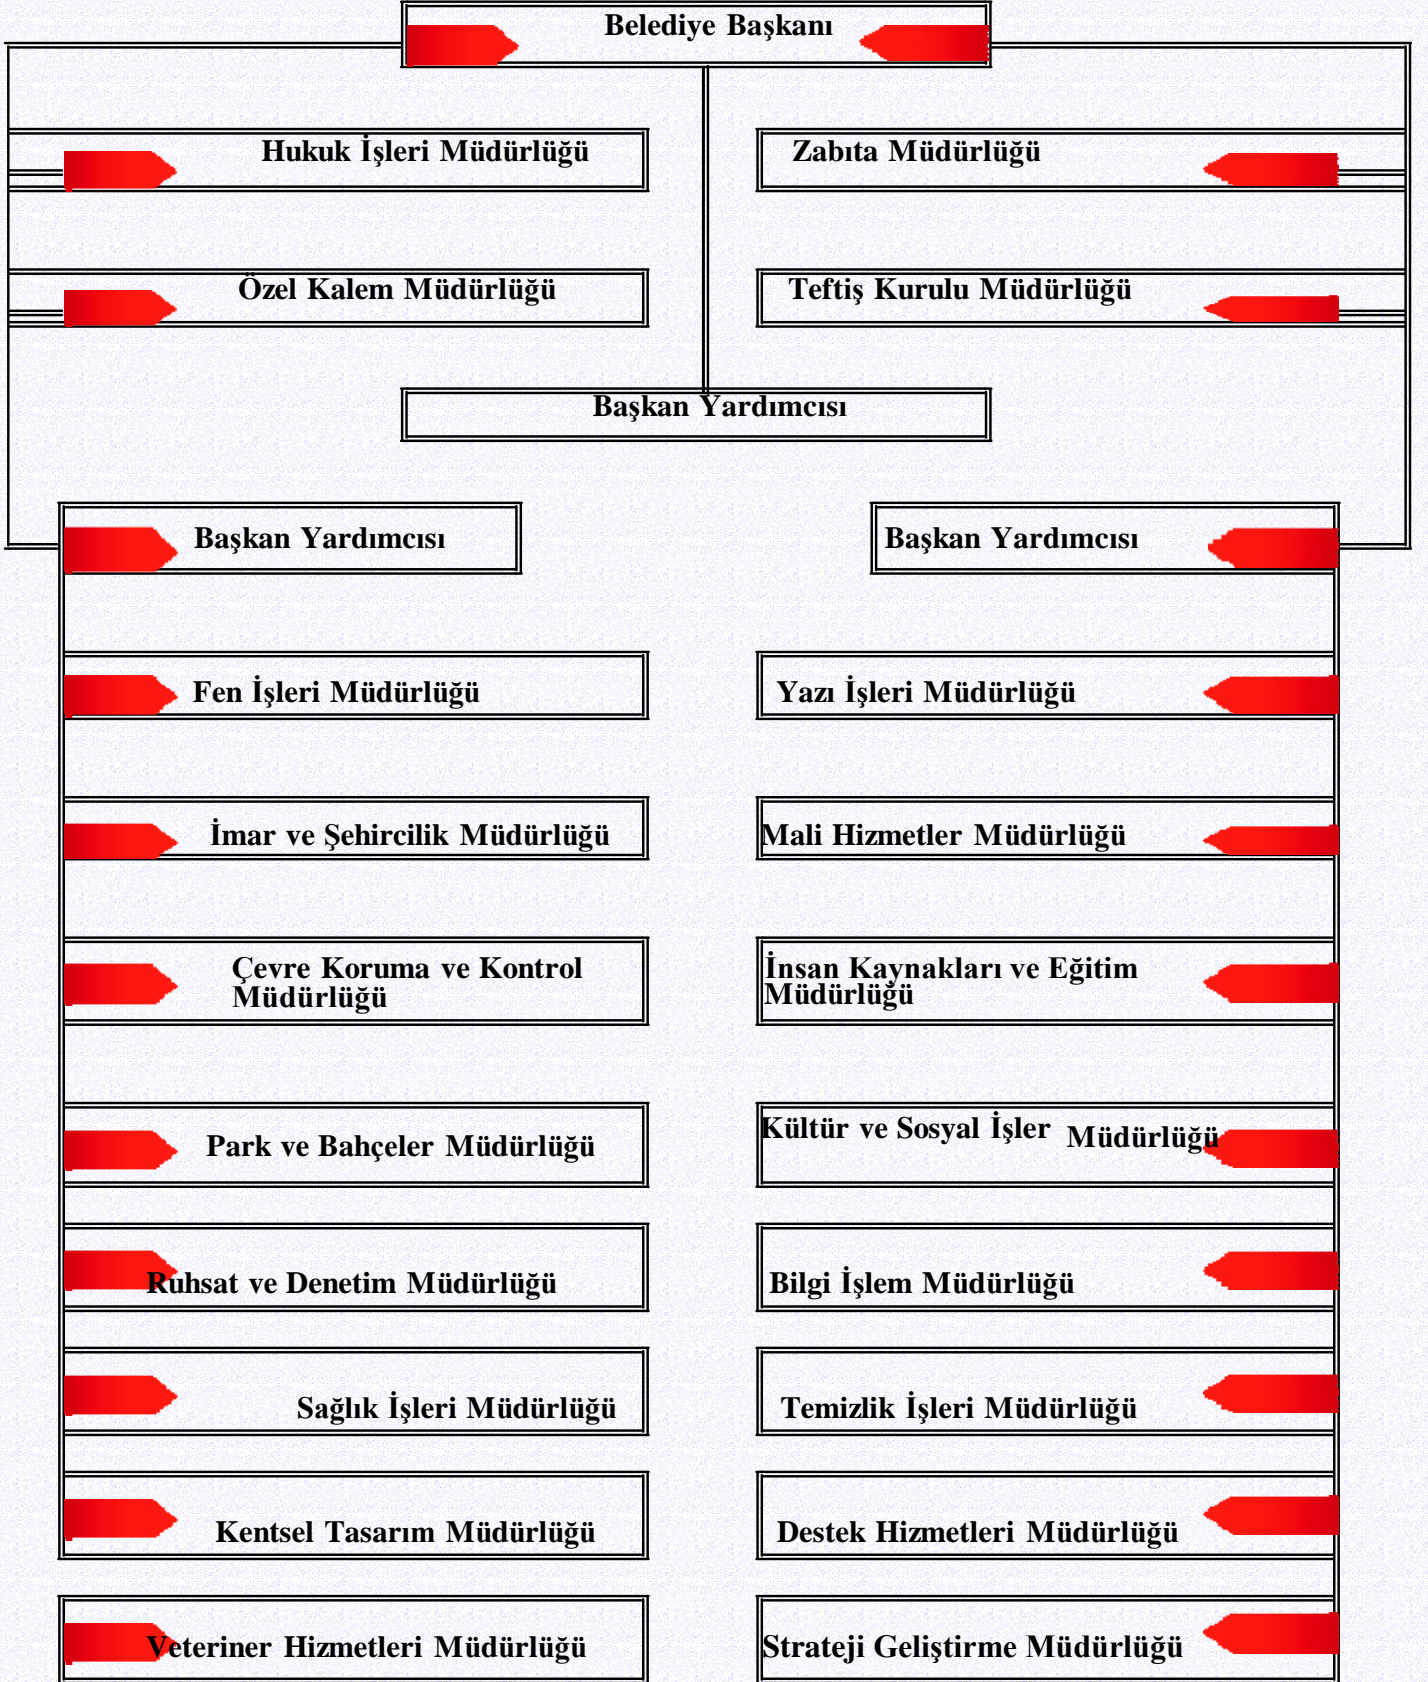 Belediye Başkanı
Hukuk İşleri Müdürlüğü
Zabıta Müdürlüğü
Özel Kalem Müdürlüğü
Teftiş Kurulu Müdürlüğü
Başkan Yardımcısı
Başkan Yardımcısı
Başkan Yardımcısı
Fen İşleri Müdürlüğü
Yazı İşleri Müdürlüğü
İmar ve Şehircilik Müdürlüğü
Mali Hizmetler Müdürlüğü
Çevre Koruma ve Kontrol
Müdürlüğü
İnsan Kaynakları ve Eğitim
Müdürlüğü
Park ve Bahçeler Müdürlüğü
Kültür ve Sosyal İşler Müdürlüğü
Ruhsat ve Denetim Müdürlüğü
Bilgi İşlem Müdürlüğü
Sağlık İşleri Müdürlüğü
Temizlik İşleri Müdürlüğü
Kentsel Tasarım Müdürlüğü
Destek Hizmetleri Müdürlüğü
Veteriner Hizmetleri Müdürlüğü
Strateji Geliştirme Müdürlüğü